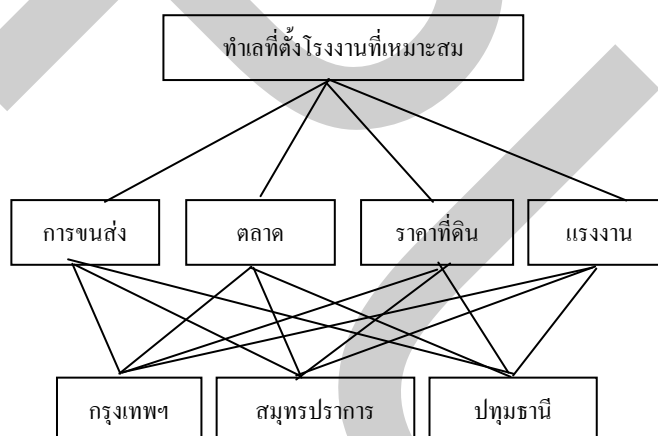 ทำเลที่ตั้งโรงงานที่เหมาะสม
การขนส่ง
ตลาด
ราคาที่ดิน
แรงงาน
กรุงเทพฯ
สมุทรปราการ
ปทุมธานี